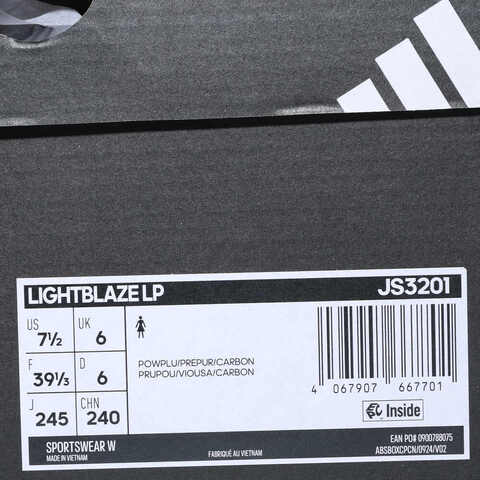 LIGHTBLAZE LP JS3201
US 7½ UK 6
F 39⅓ D 6
J 245 CHN 240
POWPLU/PREPUR/CARBON
PRUPOU/VIOUSA/CARBON
4 067907 667701
Inside
SPORTSWEAR W
MADE IN VIETNAM
FABRIQUÉ AU VIETNAM
EAN PO# 0900788075
ABSBOXCPCN/0924/V02